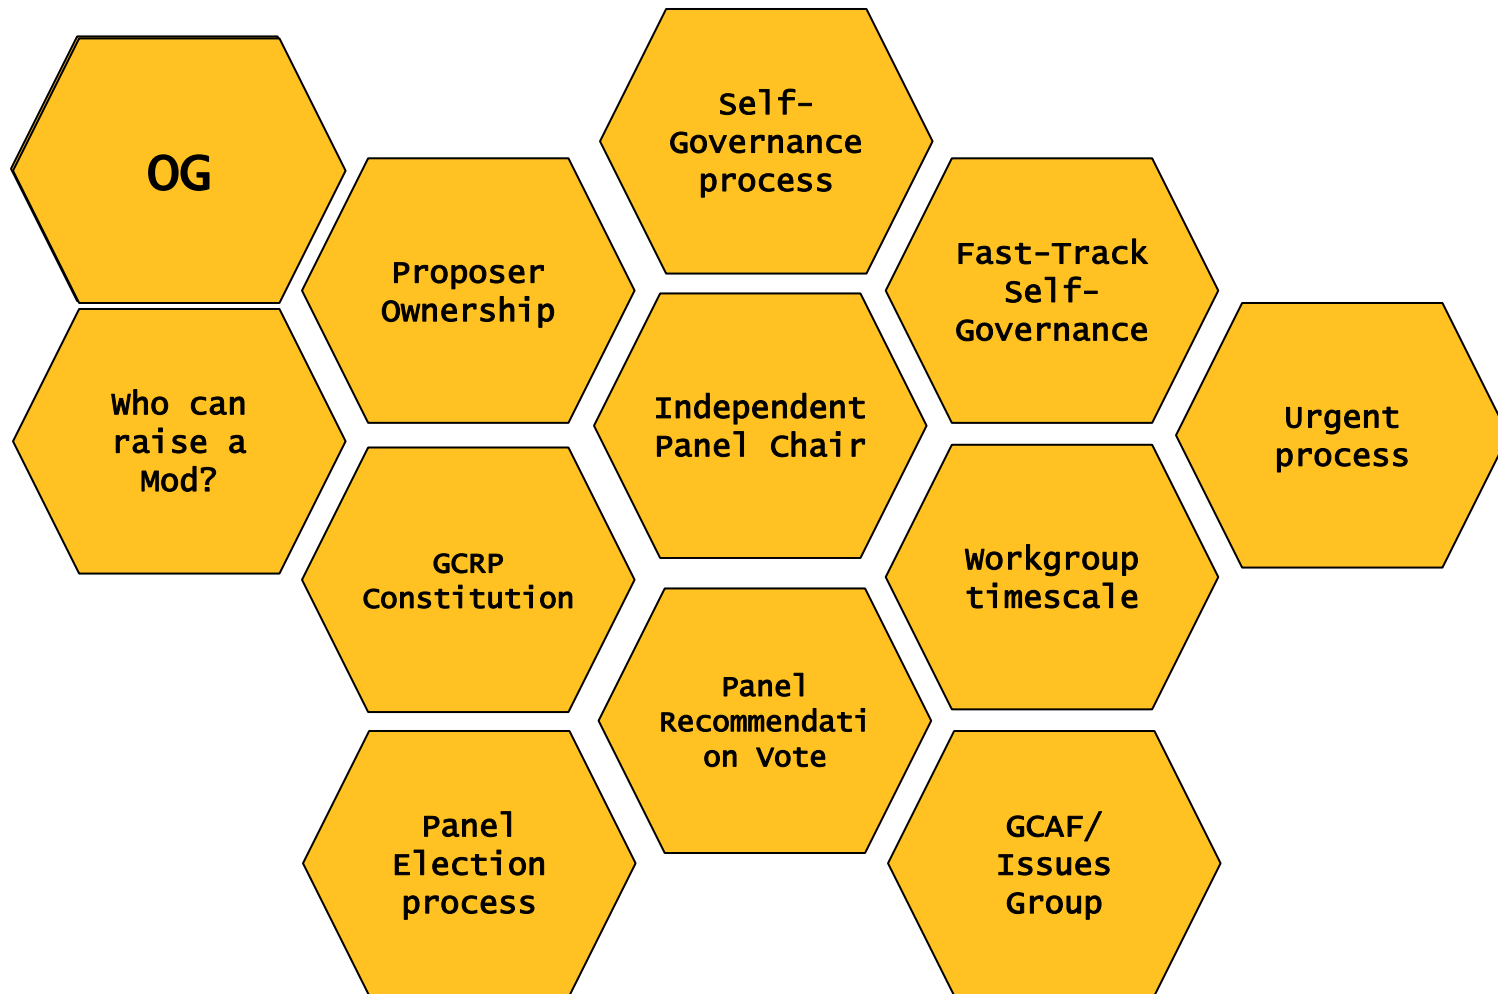 OG
Who can
raise a
Mod?
Proposer
Ownership
GCRP
Constitution
Panel
Election
process
Self-
Governance
process
Independent
Panel Chair
Panel
Recommendati
on Vote
Fast-Track
Self-
Governance
Workgroup
timescale
GCAF/
Issues
Group
Urgent
process